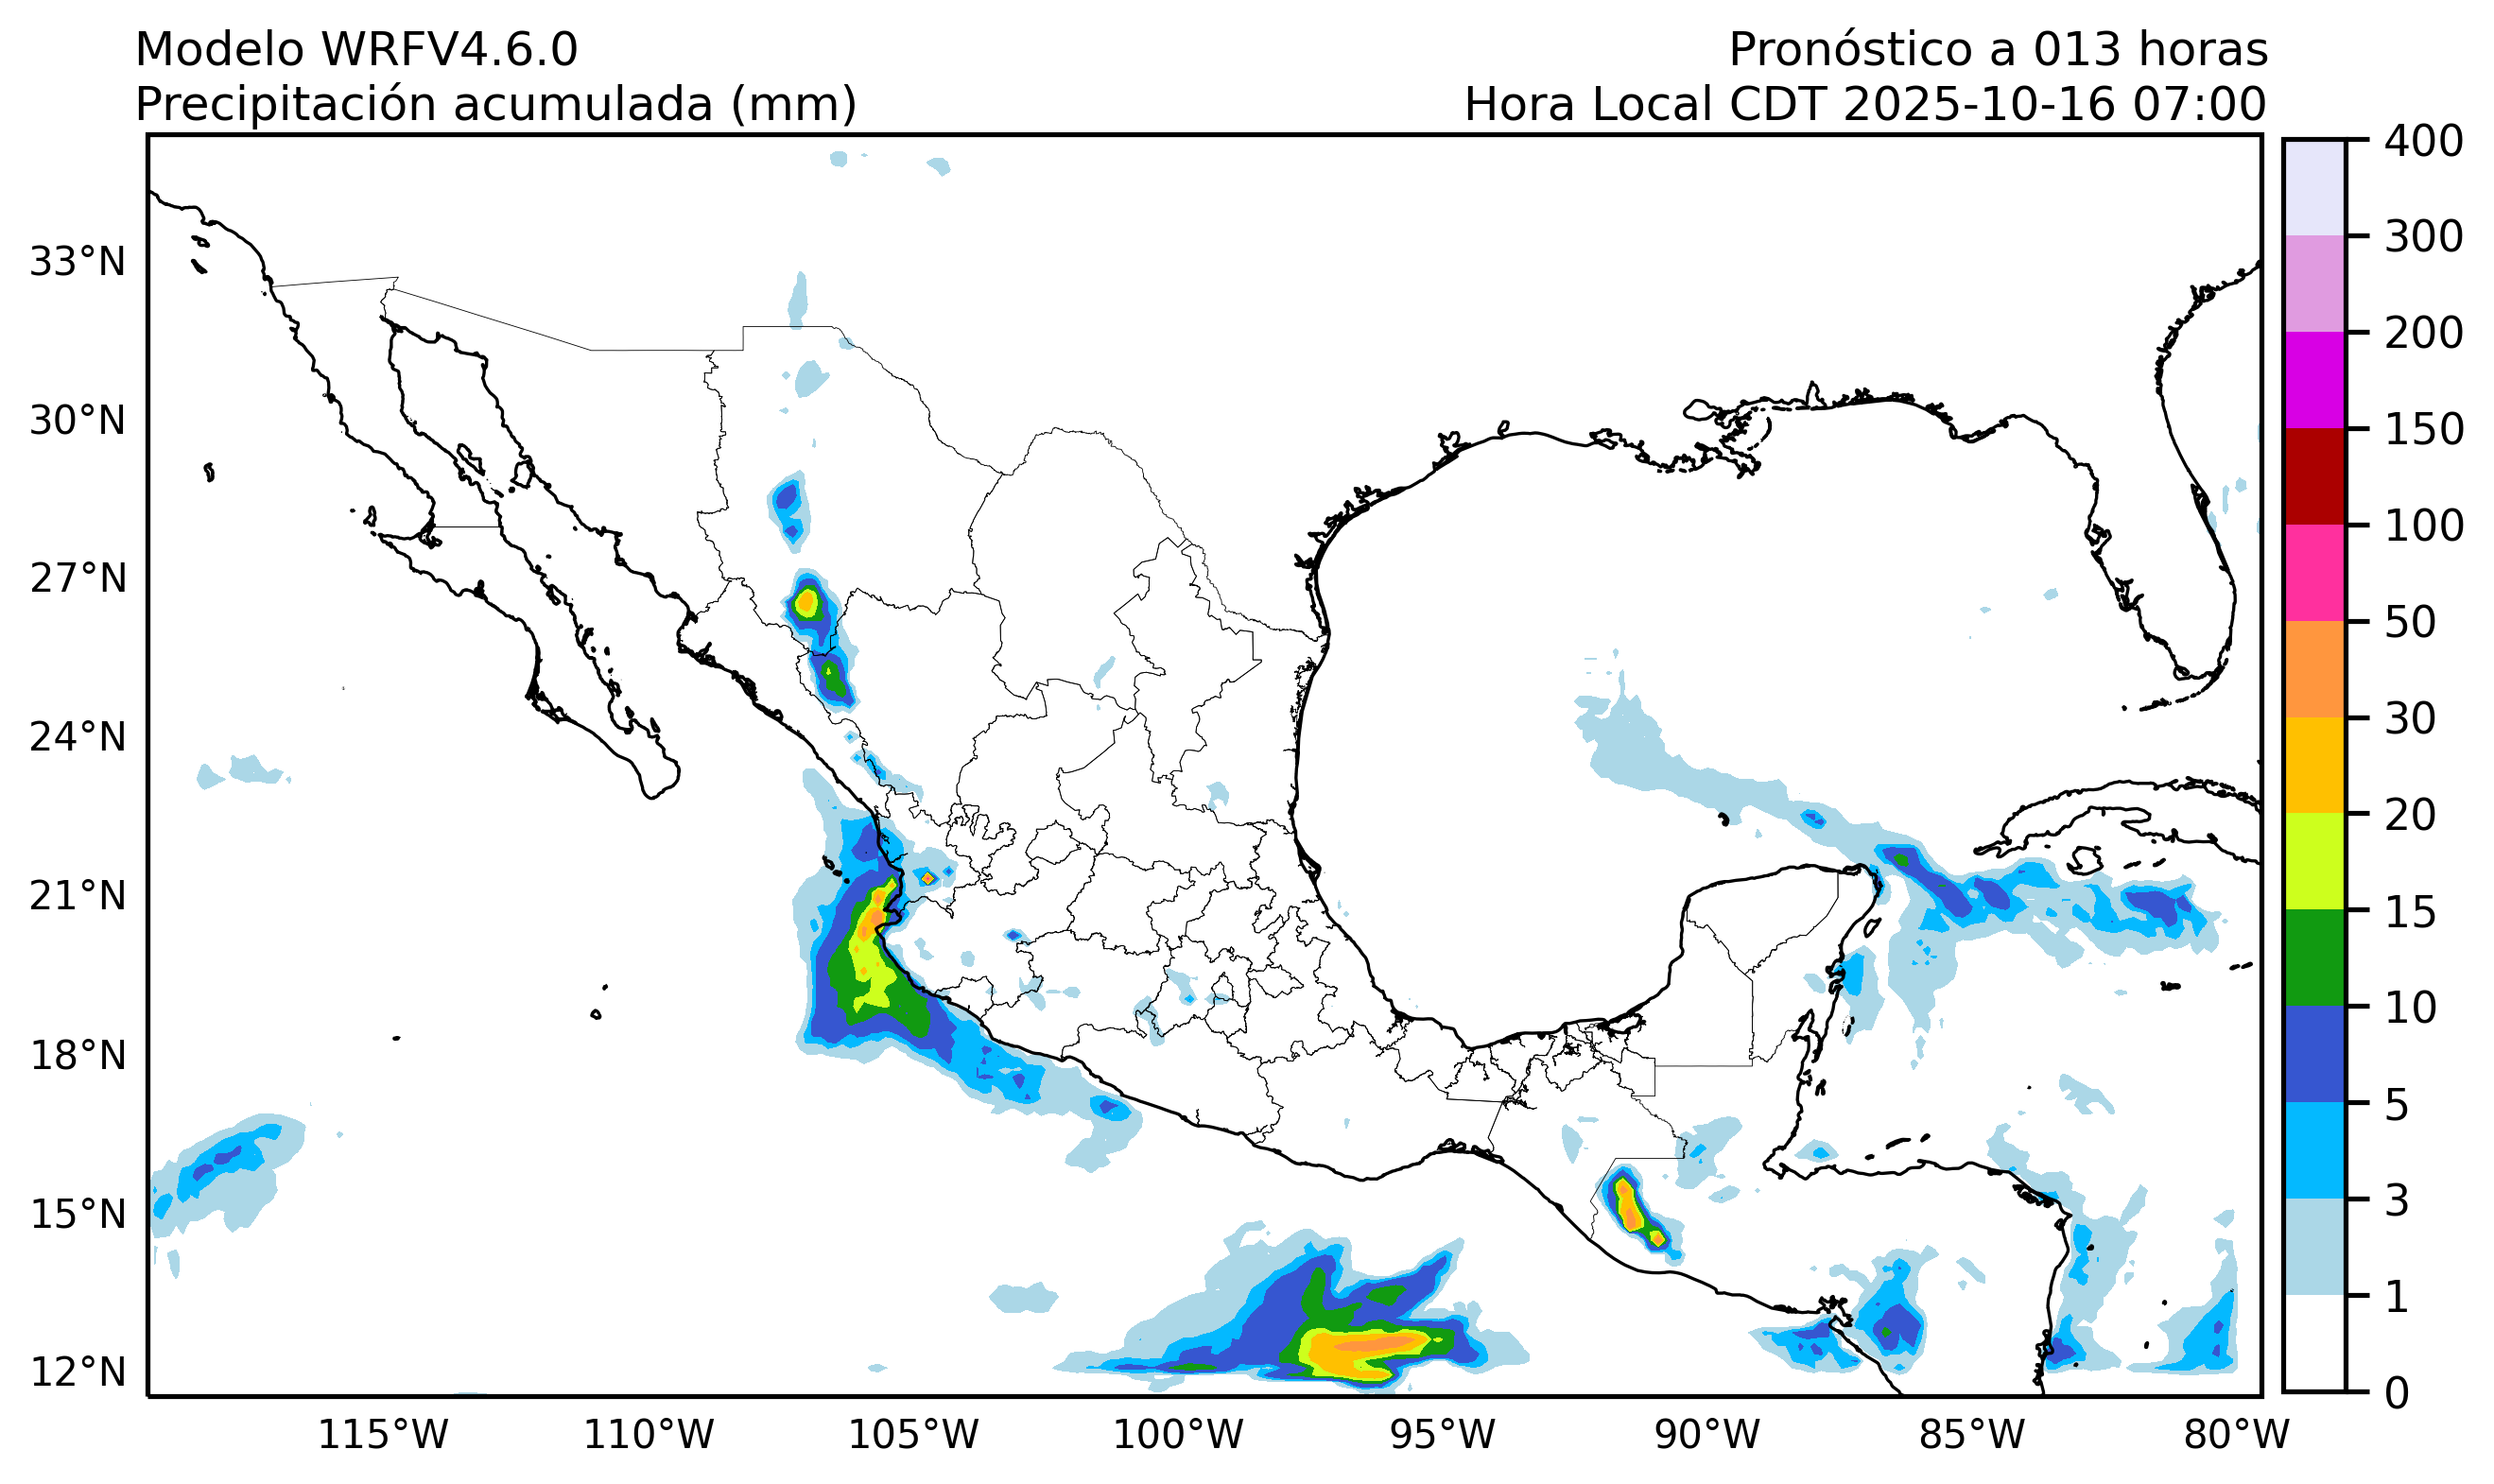 Modelo WRFV4.6.0
Pronóstico a 013 horas
Precipitación acumulada (mm)
Hora Local CDT 2025-10-16 07:00
33°N
30°N
27°N
24°N
21°N
18°N
15°N
12°N
115°W
110°W
105°W
100°W
95°W
90°W
85°W
80°W
400
300
200
150
100
50
30
20
15
10
5
3
1
0